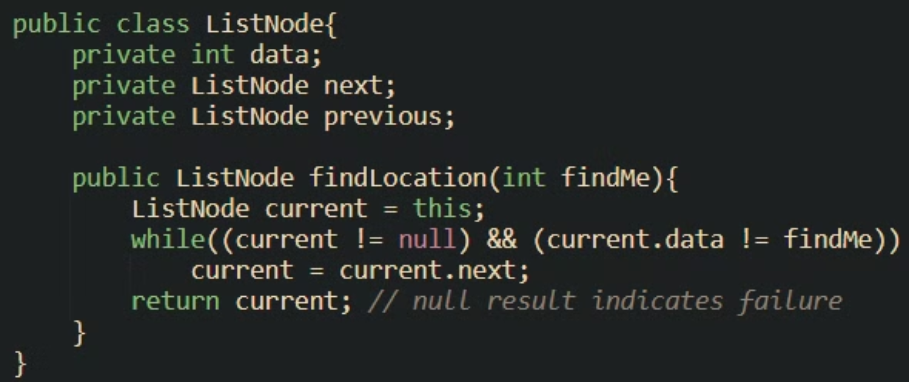 public class ListNode{
    private int data;
    private ListNode next;
    private ListNode previous;

    public ListNode findLocation(int findMe){
        ListNode current = this;
        while((current != null) && (current.data != findMe))
            current = current.next;
        return current; // null result indicates failure
    }
}